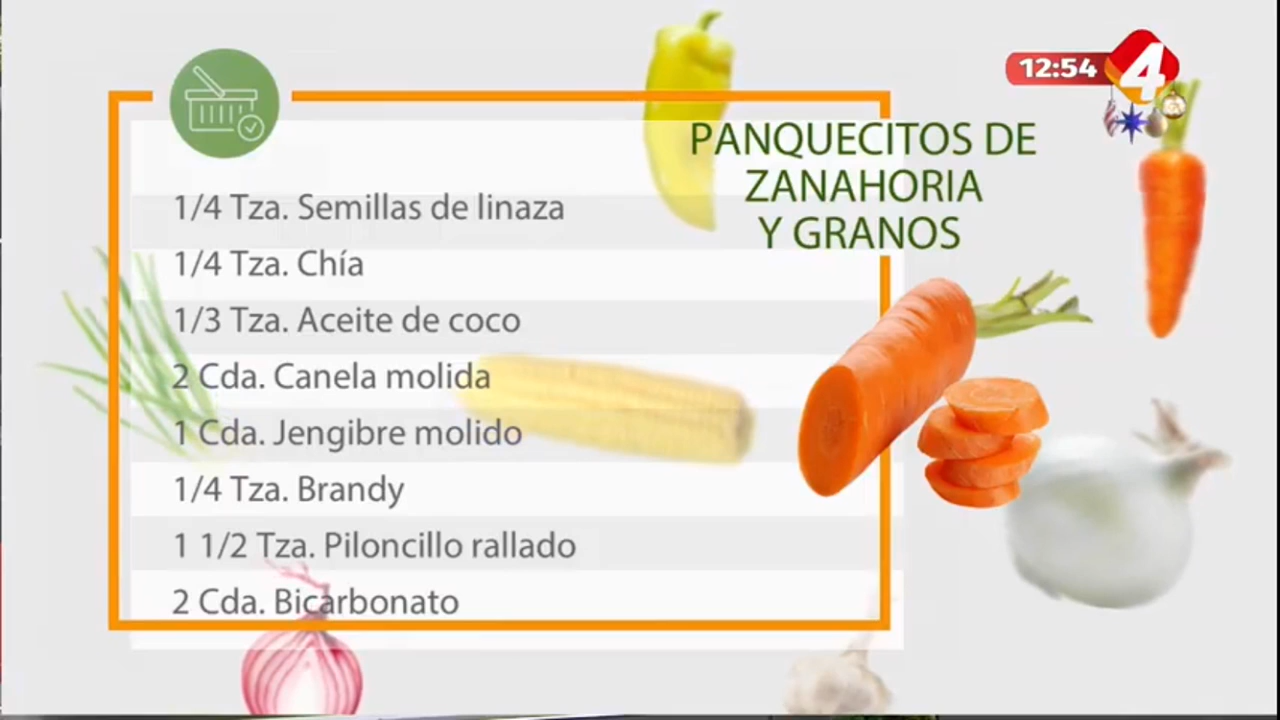 12:54 4
PANQUECITOS DE
ZANAHORIA
Y GRANOS
1/4 Tza. Semillas de linaza
1/4 Tza. Chía
1/3 Tza. Aceite de coco
2 Cda. Canela molida
1 Cda. Jengibre molido
1/4 Tza. Brandy
1 1/2 Tza. Piloncillo rallado
2 Cda. Bicarbonato